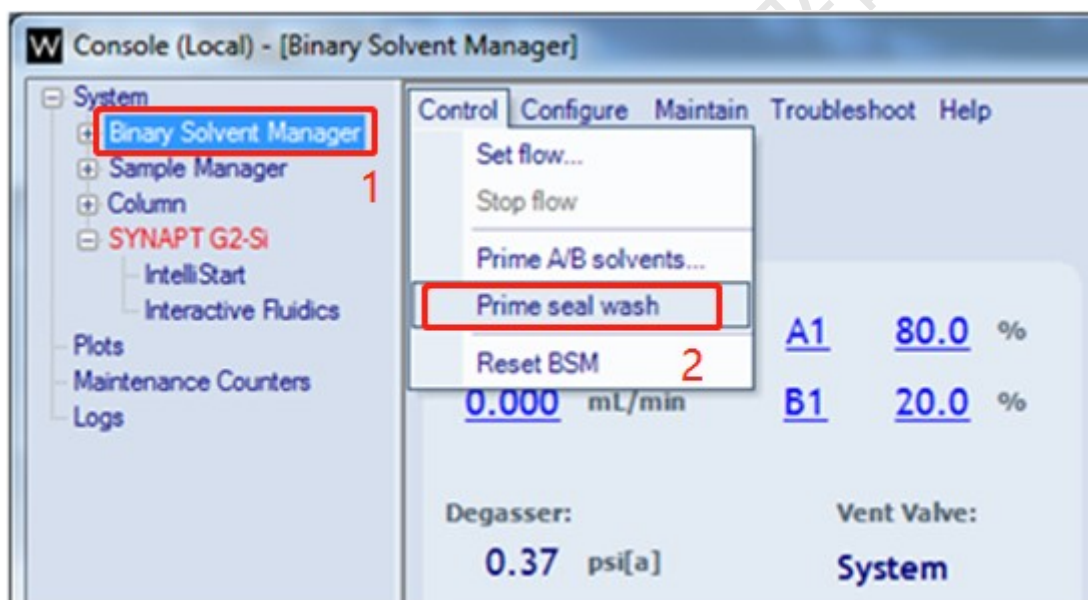 W Console (Local) - [Binary Solvent Manager]
System
Binary Solvent Manager
1
Sample Manager
Column
SYNAPT G2-Si
IntelliStart
Interactive Fluidics
Plots
Maintenance Counters
Logs
Control Configure Maintain Troubleshoot Help
Set flow...
Stop flow
Prime A/B solvents...
Prime seal wash
2
Reset BSM
A1 80.0 %
0.000 mL/min B1 20.0 %
Degasser: Vent Valve:
0.37 psi[a] System